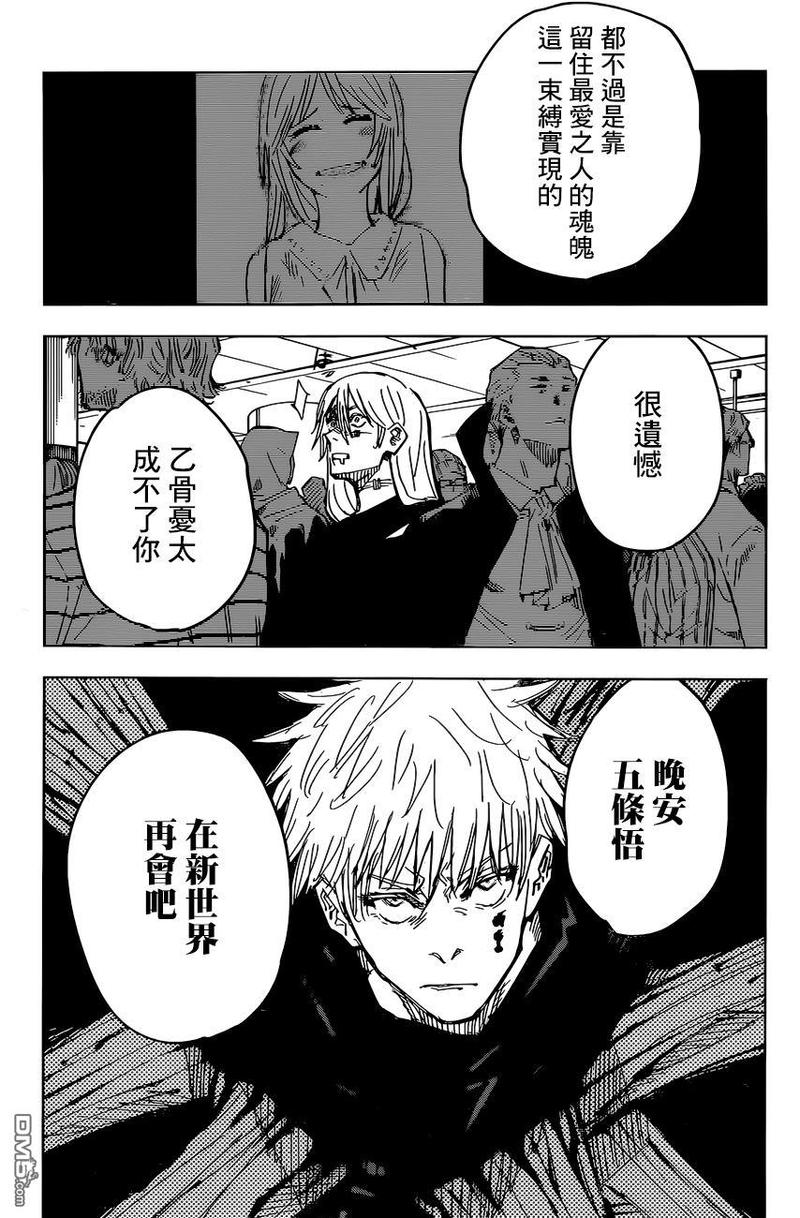 都不過是靠
留住最愛之人的魂魄
這一束縛實現的
很遺憾
乙骨憂太
成不了你
晚安
五條悟
在新世界
再會吧
DM5.com